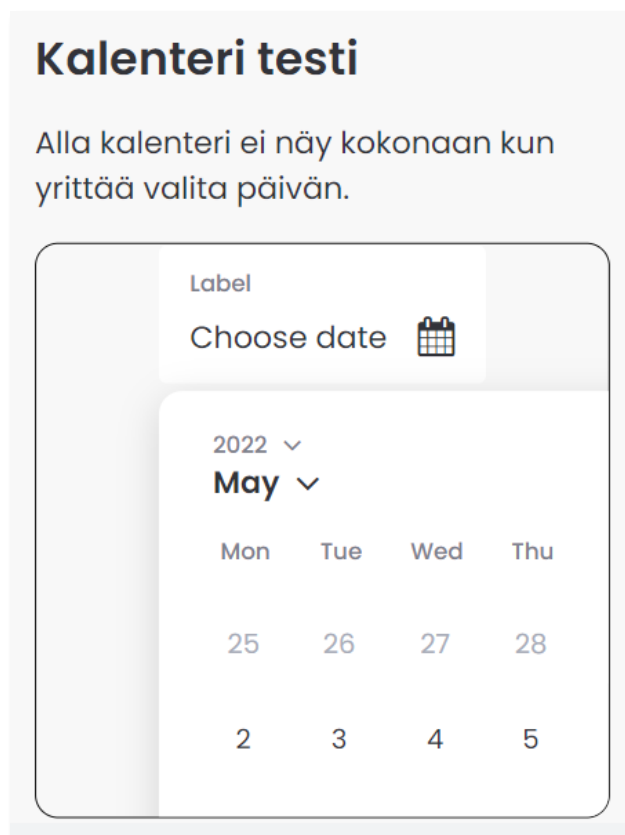 Kalenteri testi
Alla kalenteri ei näy kokonaan kun
yrittää valita päivän.
Label
Choose date
2022
May
Mon Tue Wed Thu
25 26 27 28
2 3 4 5